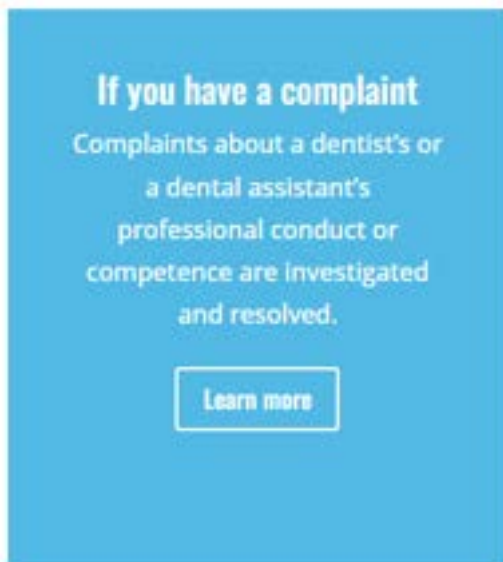 If you have a complaint
Complaints about a dentist's or
a dental assistant's
professional conduct or
competence are investigated
and resolved.
Learn more